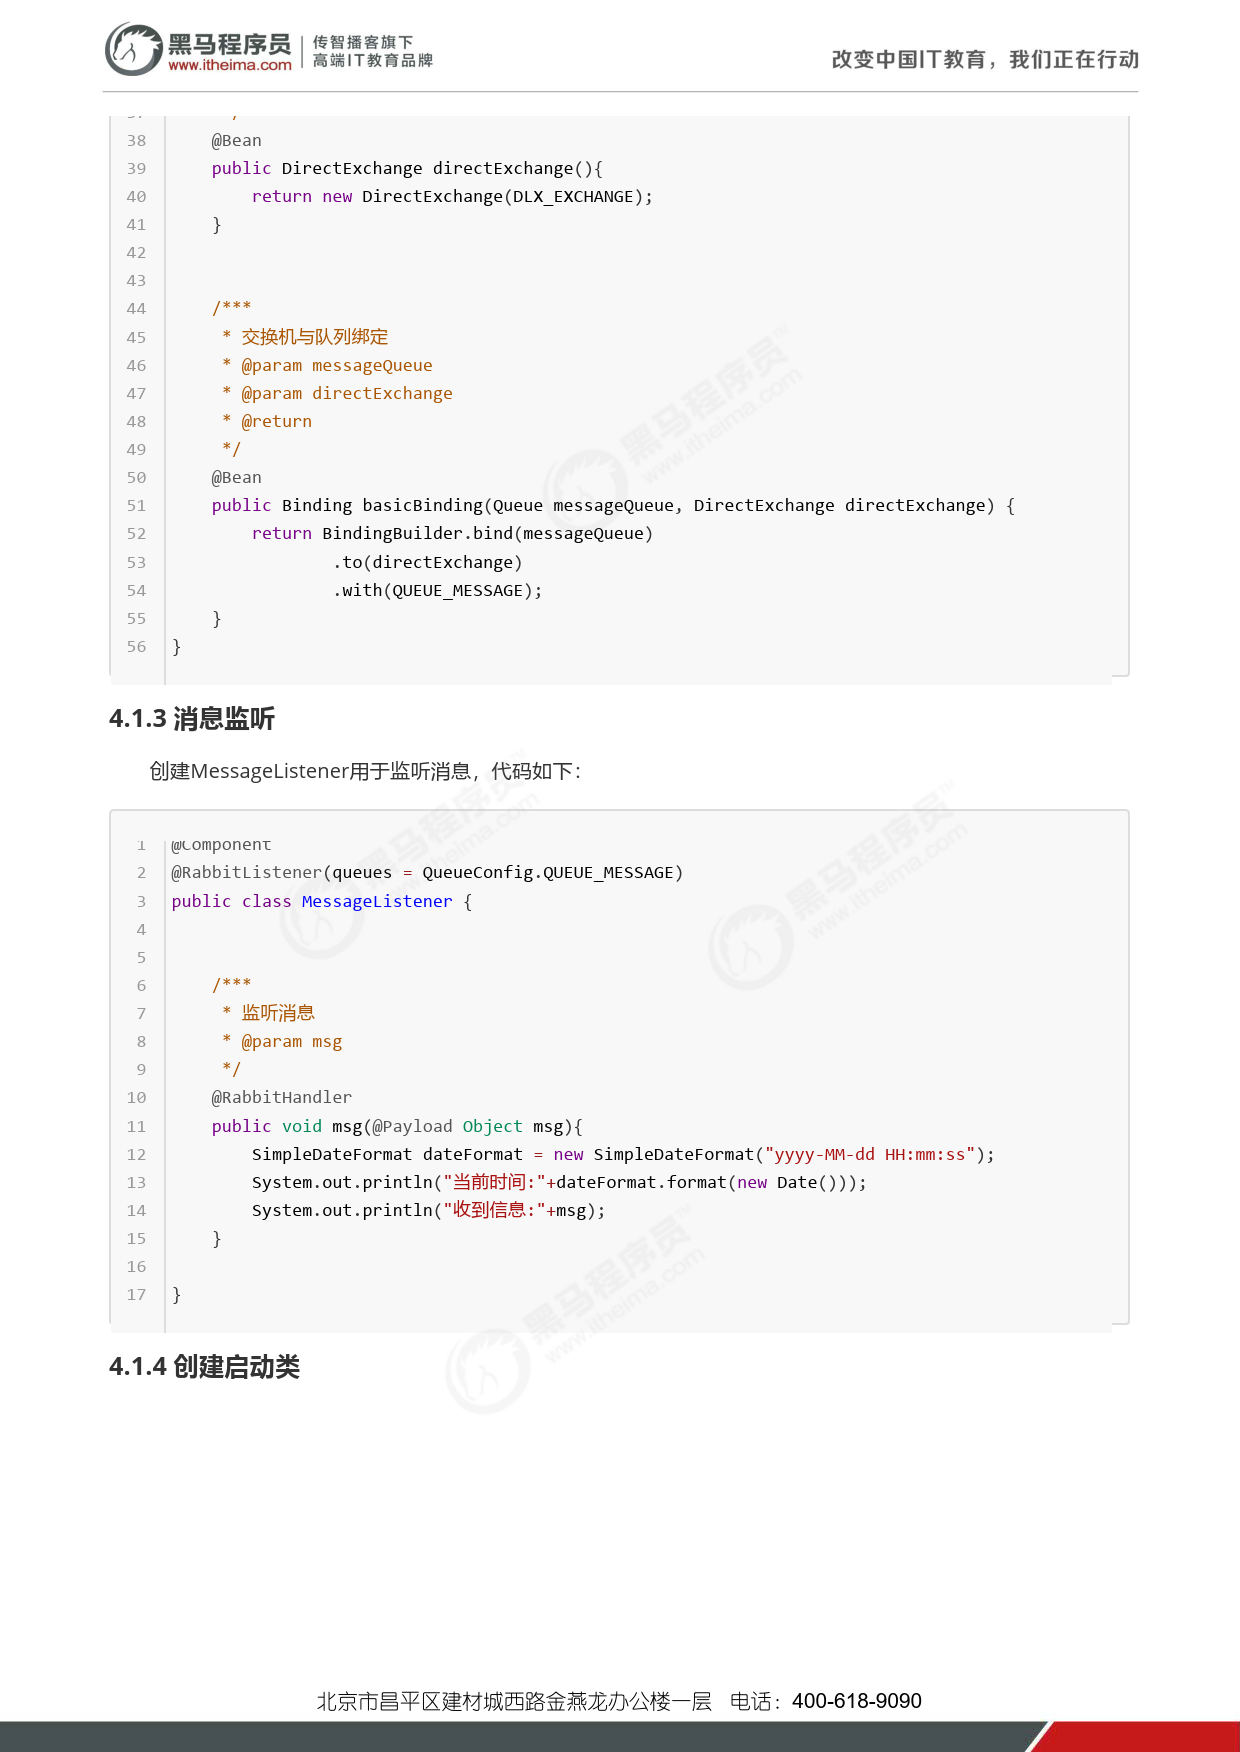 黑马程序员
www.itheima.com
传智播客旗下
高端IT教育品牌
改变中国IT教育，我们正在行动
38 @Bean
39 public DirectExchange directExchange(){
40 return new DirectExchange(DLX_EXCHANGE);
41 }
42
43
44 /***
45 * 交换机与队列绑定
46 * @param messageQueue
47 * @param directExchange
48 * @return
49 */
50 @Bean
51 public Binding basicBinding(Queue messageQueue, DirectExchange directExchange) {
52 return BindingBuilder.bind(messageQueue)
53 .to(directExchange)
54 .with(QUEUE_MESSAGE);
55 }
56 }
4.1.3 消息监听
创建MessageListener用于监听消息，代码如下：
1 @Component
2 @RabbitListener(queues = QueueConfig.QUEUE_MESSAGE)
3 public class MessageListener {
4
5
6 /***
7 * 监听消息
8 * @param msg
9 */
10 @RabbitHandler
11 public void msg(@Payload Object msg){
12 SimpleDateFormat dateFormat = new SimpleDateFormat("yyyy-MM-dd HH:mm:ss");
13 System.out.println("当前时间:"+dateFormat.format(new Date()));
14 System.out.println("收到信息:"+msg);
15 }
16
17 }
4.1.4 创建启动类
北京市昌平区建材城西路金燕龙办公楼一层 电话：400-618-9090